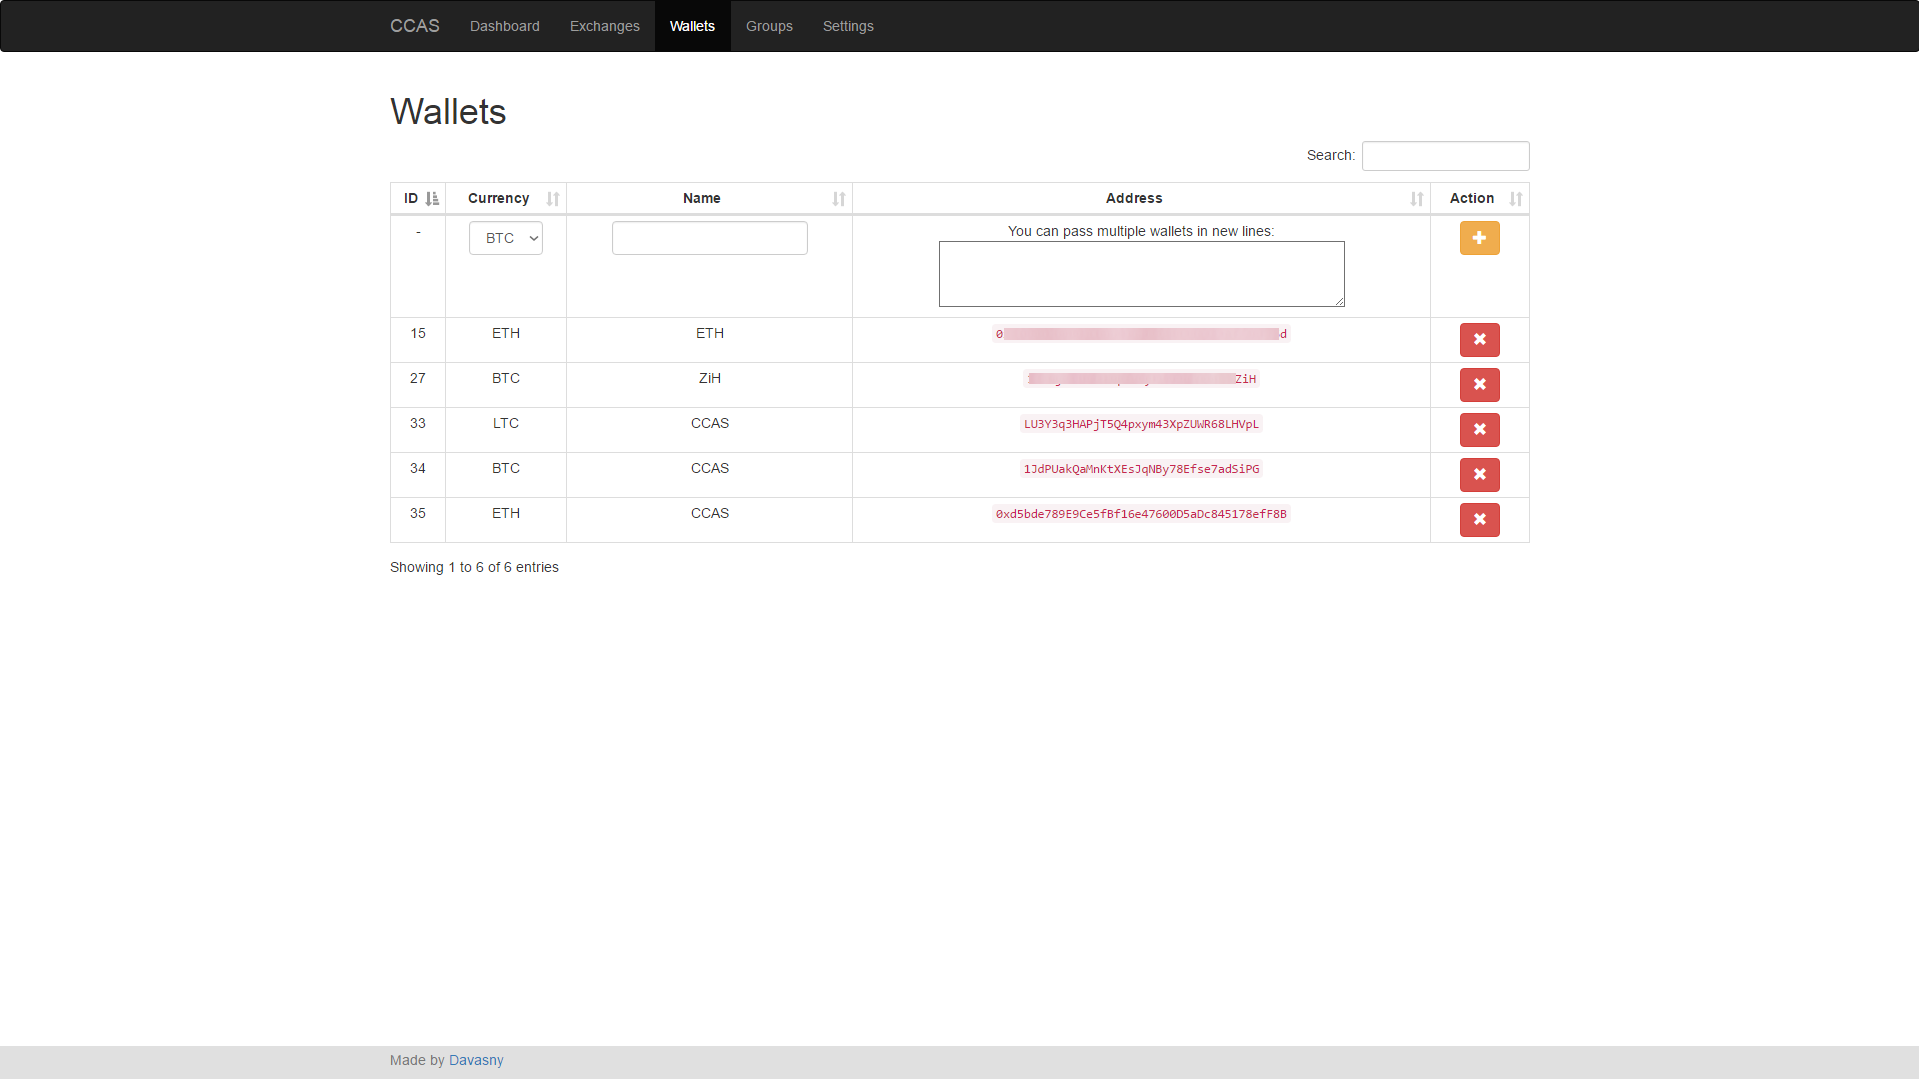 CCAS Dashboard Exchanges Wallets Groups Settings
Wallets
Search:
ID Currency Name Address Action
- BTC You can pass multiple wallets in new lines:
15 ETH ETH 0 d
27 BTC ZiH ZiH
33 LTC CCAS LU3Y3q3HAPjT5Q4pxym43XpZUWR68LHVpL
34 BTC CCAS 1JdPUakQaMnKtXEsJqNBy78Efse7adSiPG
35 ETH CCAS 0xd5bde789E9Ce5fBf16e47600D5aDc845178efF8B
Showing 1 to 6 of 6 entries
Made by Davasny